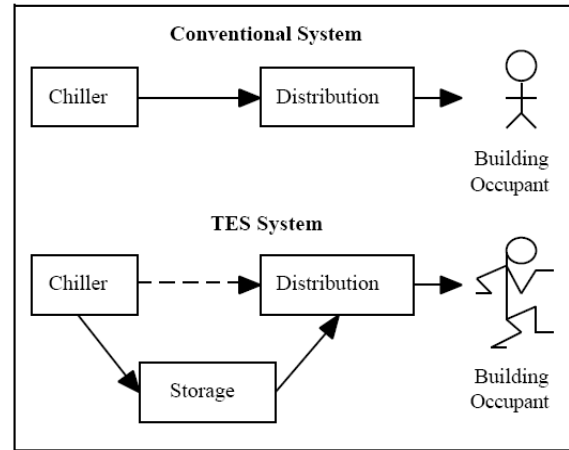 Conventional System
Chiller
Distribution
Building
Occupant
TES System
Chiller
Distribution
Storage
Building
Occupant